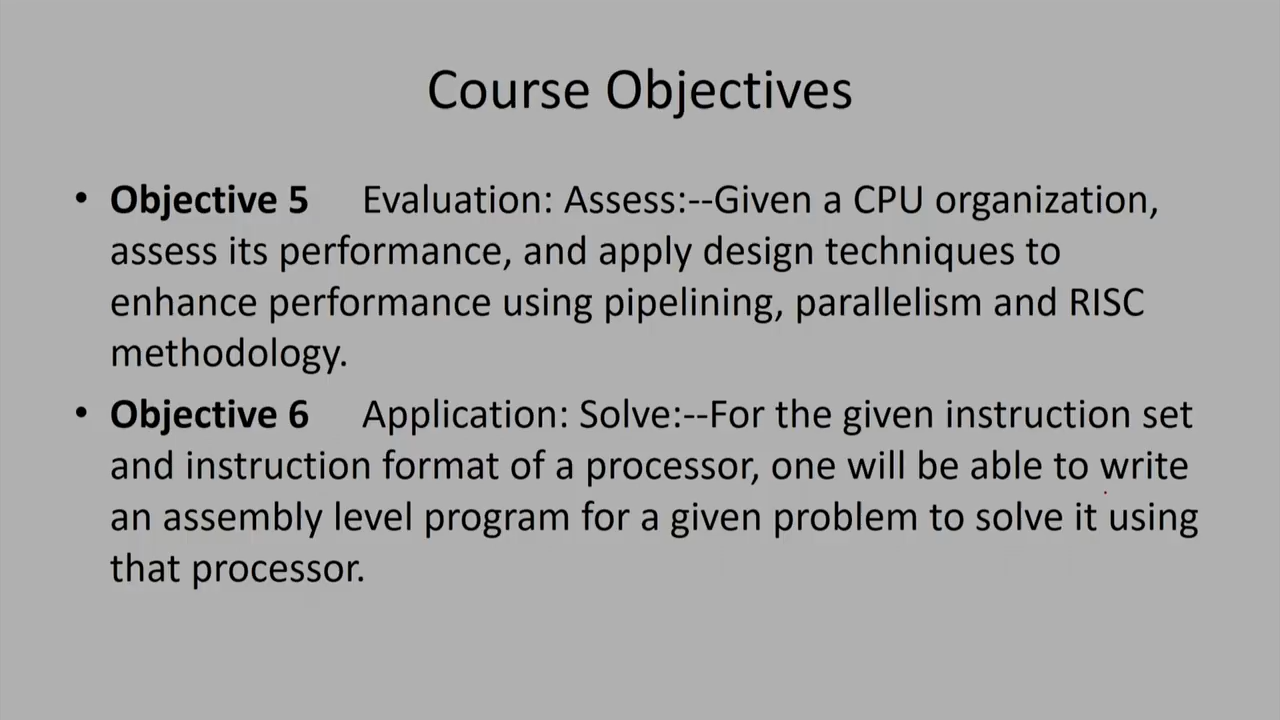 Course Objectives
• Objective 5 Evaluation: Assess:--Given a CPU organization,
assess its performance, and apply design techniques to
enhance performance using pipelining, parallelism and RISC
methodology.
• Objective 6 Application: Solve:--For the given instruction set
and instruction format of a processor, one will be able to write
an assembly level program for a given problem to solve it using
that processor.